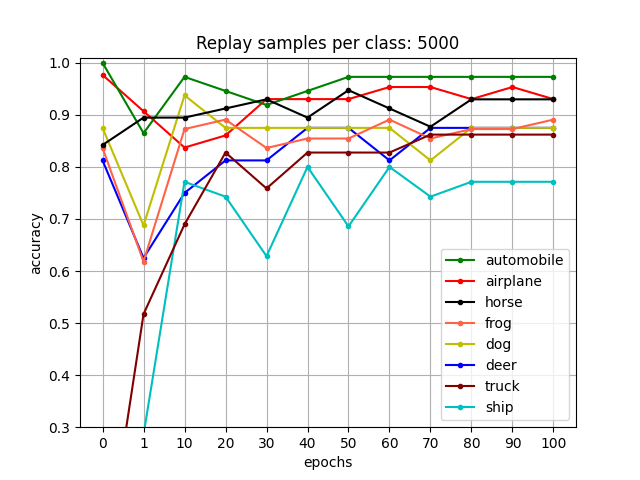 Replay samples per class: 5000
1.0
0.9
0.8
0.7
0.6
0.5
0.4
0.3
accuracy
0 1 10 20 30 40 50 60 70 80 90 100
epochs
automobile
airplane
horse
frog
dog
deer
truck
ship